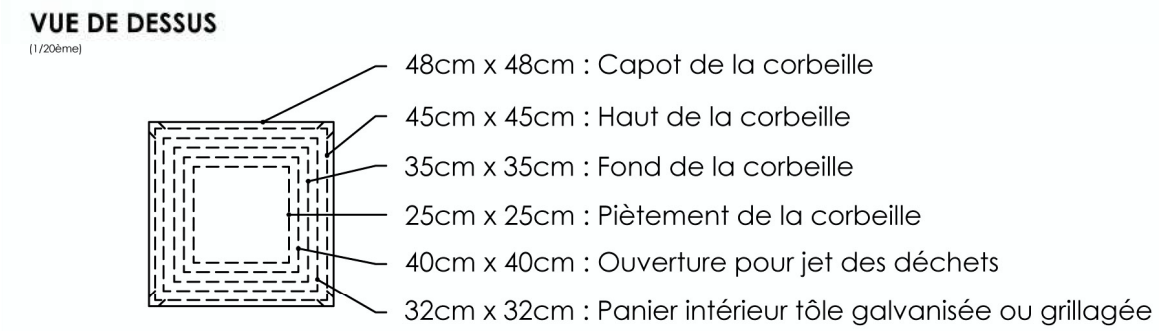 VUE DE DESSUS
(1/20ème)
48cm x 48cm : Capot de la corbeille
45cm x 45cm : Haut de la corbeille
35cm x 35cm : Fond de la corbeille
25cm x 25cm : Piètement de la corbeille
40cm x 40cm : Ouverture pour jet des déchets
32cm x 32cm : Panier intérieur tôle galvanisée ou grillagée